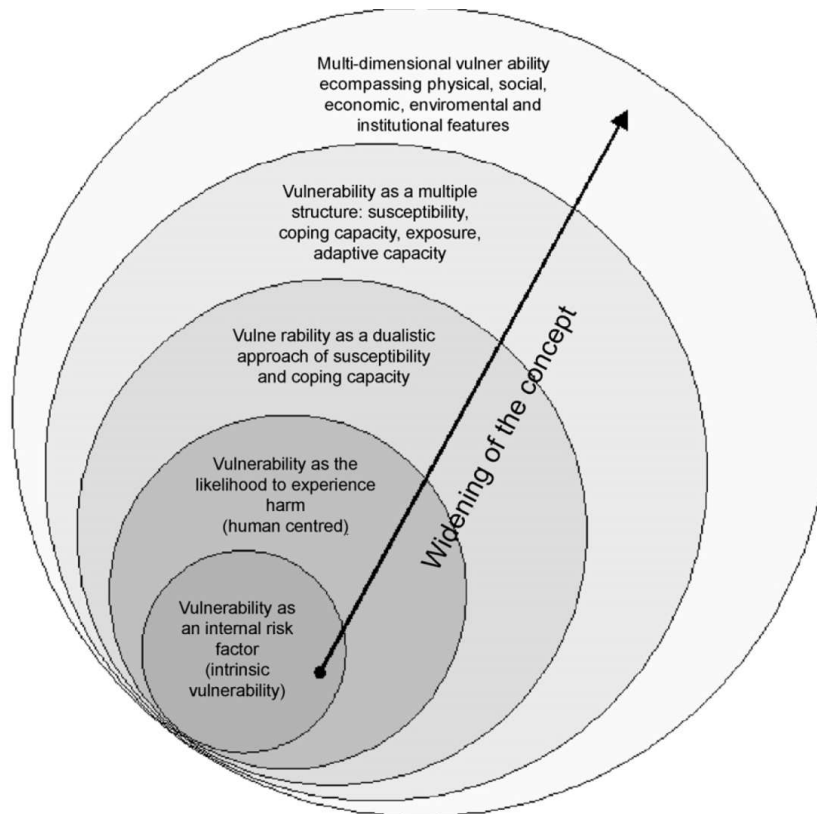 Multi-dimensional vulner ability
ecompassing physical, social,
economic, enviromental and
institutional features
Vulnerability as a multiple
structure: susceptibility,
coping capacity, exposure,
adaptive capacity
Vulne rability as a dualistic
approach of susceptibility
and coping capacity
Widening of the concept
Vulnerability as the
likelihood to experience
harm
(human centred)
Vulnerability as
an internal risk
factor
(intrinsic
vulnerability)